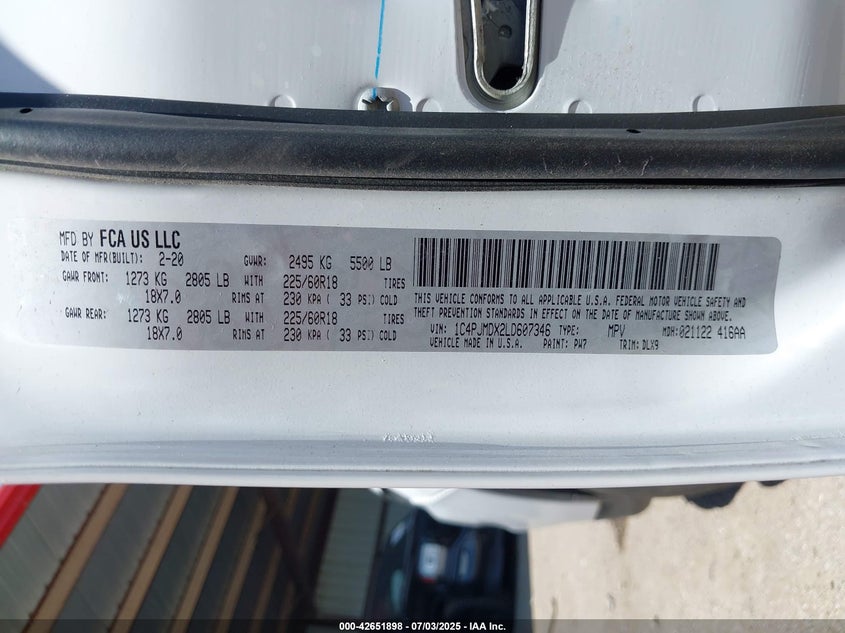 MFD BY FCA US LLC
DATE OF MFR(BUILT): 2-20 GVWR: 2495 KG 5500 LB
GAWR FRONT: 1273 KG 2805 LB WITH 225/60R18 TIRES
18X7.0 RIMS AT 230 KPA ( 33 PSI) COLD
GAWR REAR: 1273 KG 2805 LB WITH 225/60R18 TIRES
18X7.0 RIMS AT 230 KPA ( 33 PSI) COLD
THIS VEHICLE CONFORMS TO ALL APPLICABLE U.S.A. FEDERAL MOTOR VEHICLE SAFETY AND
THEFT PREVENTION STANDARDS IN EFFECT ON THE DATE OF MANUFACTURE SHOWN ABOVE.
VIN: 1C4PJMDX2LD607346 TYPE: MPV MDH:021122 416AA
VEHICLE MADE IN U.S.A. PAINT: PW7 TRIM: DLX9
000-42651898 - 07/03/2025 - IAA Inc.